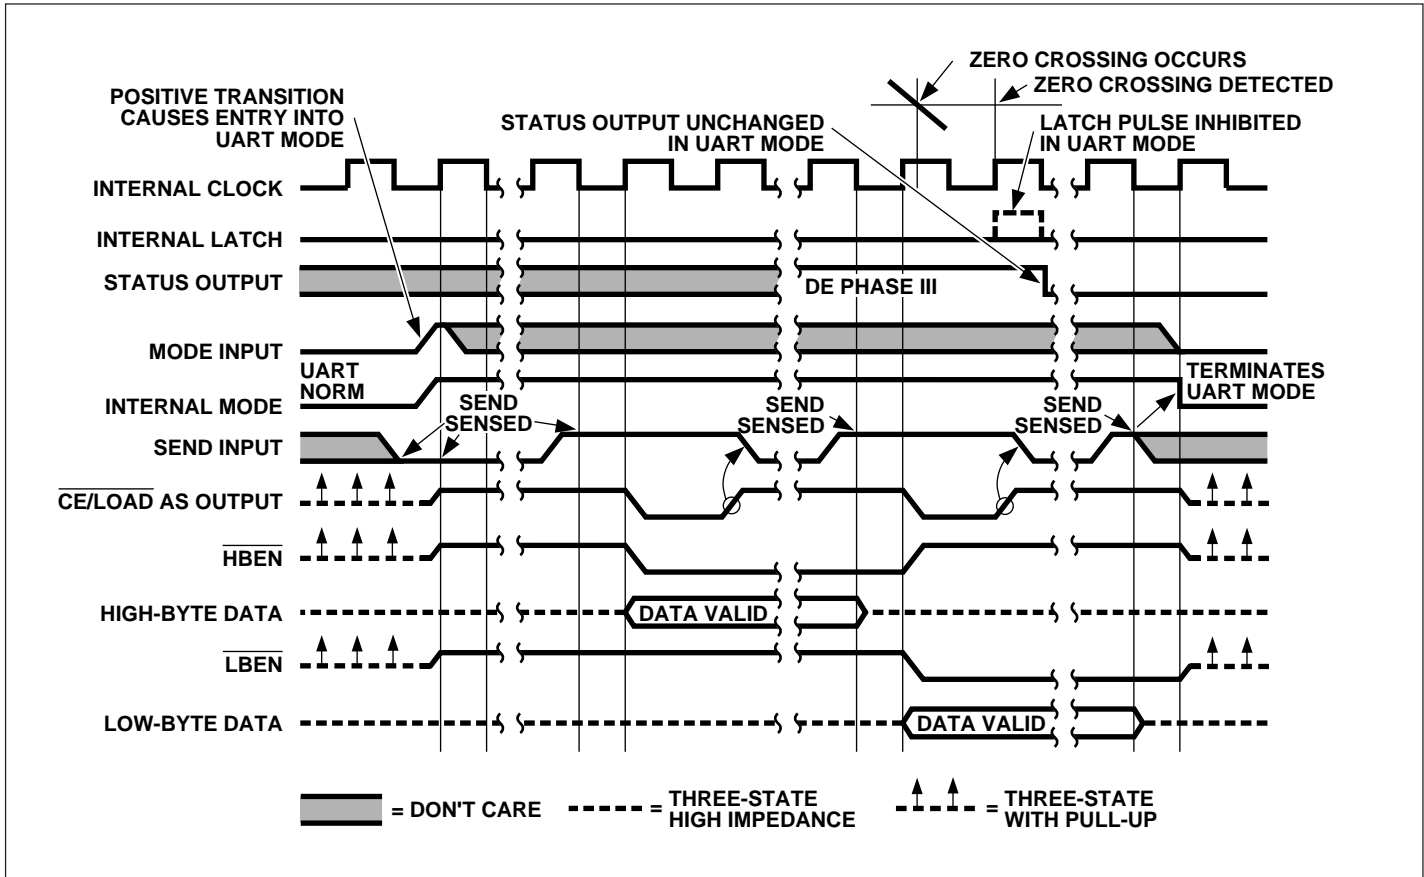 ZERO CROSSING OCCURS
ZERO CROSSING DETECTED
POSITIVE TRANSITION
CAUSES ENTRY INTO
UART MODE
STATUS OUTPUT UNCHANGED
IN UART MODE
LATCH PULSE INHIBITED
IN UART MODE
INTERNAL CLOCK
INTERNAL LATCH
STATUS OUTPUT
DE PHASE III
MODE INPUT
UART
NORM
TERMINATES
UART MODE
INTERNAL MODE
SEND
SENSED
SEND
SENSED
SEND
SENSED
SEND INPUT
CE/LOAD AS OUTPUT
HBEN
HIGH-BYTE DATA
DATA VALID
LBEN
LOW-BYTE DATA
DATA VALID
= DON'T CARE
= THREE-STATE
HIGH IMPEDANCE
= THREE-STATE
WITH PULL-UP